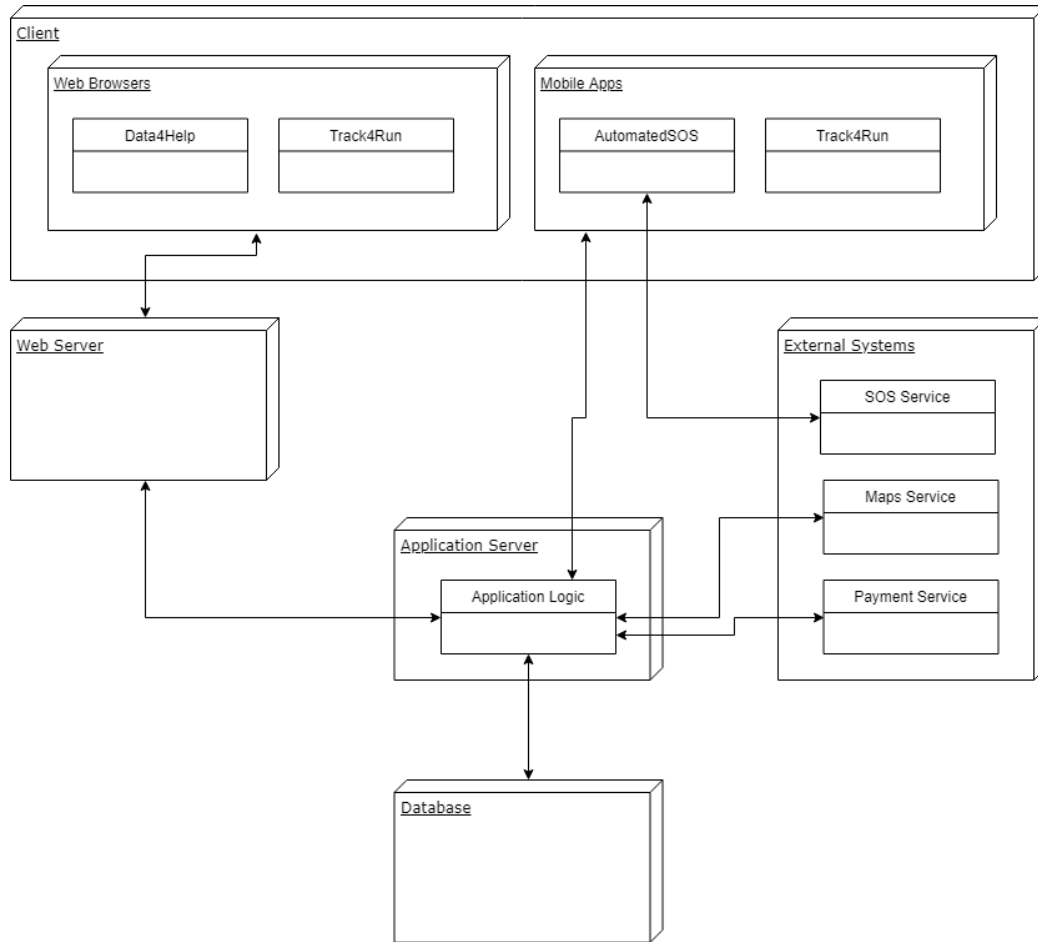 Client
Web Browsers
Mobile Apps
Data4Help
Track4Run
AutomatedSOS
Track4Run
Web Server
External Systems
SOS Service
Maps Service
Application Server
Application Logic
Payment Service
Database